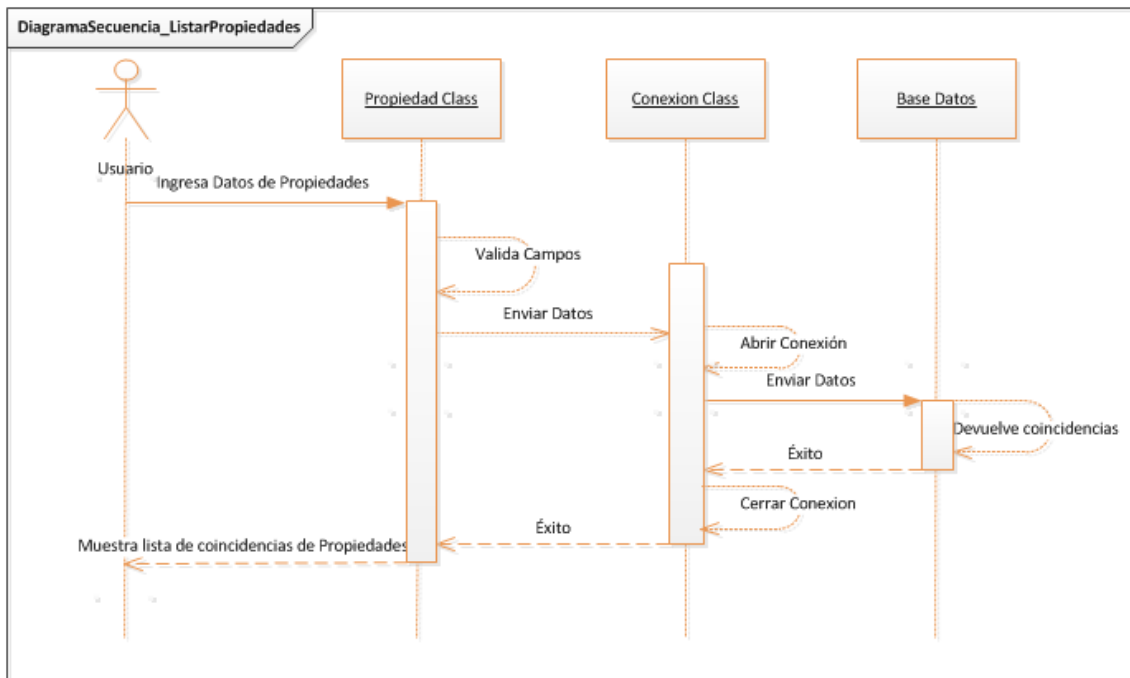 DiagramaSecuencia_ListarPropiedades
Propiedad Class
Conexion Class
Base Datos
Usuario
Ingresa Datos de Propiedades
Valida Campos
Enviar Datos
Abrir Conexión
Enviar Datos
Devuelve coincidencias
Éxito
Cerrar Conexion
Éxito
Muestra lista de coincidencias de Propiedades